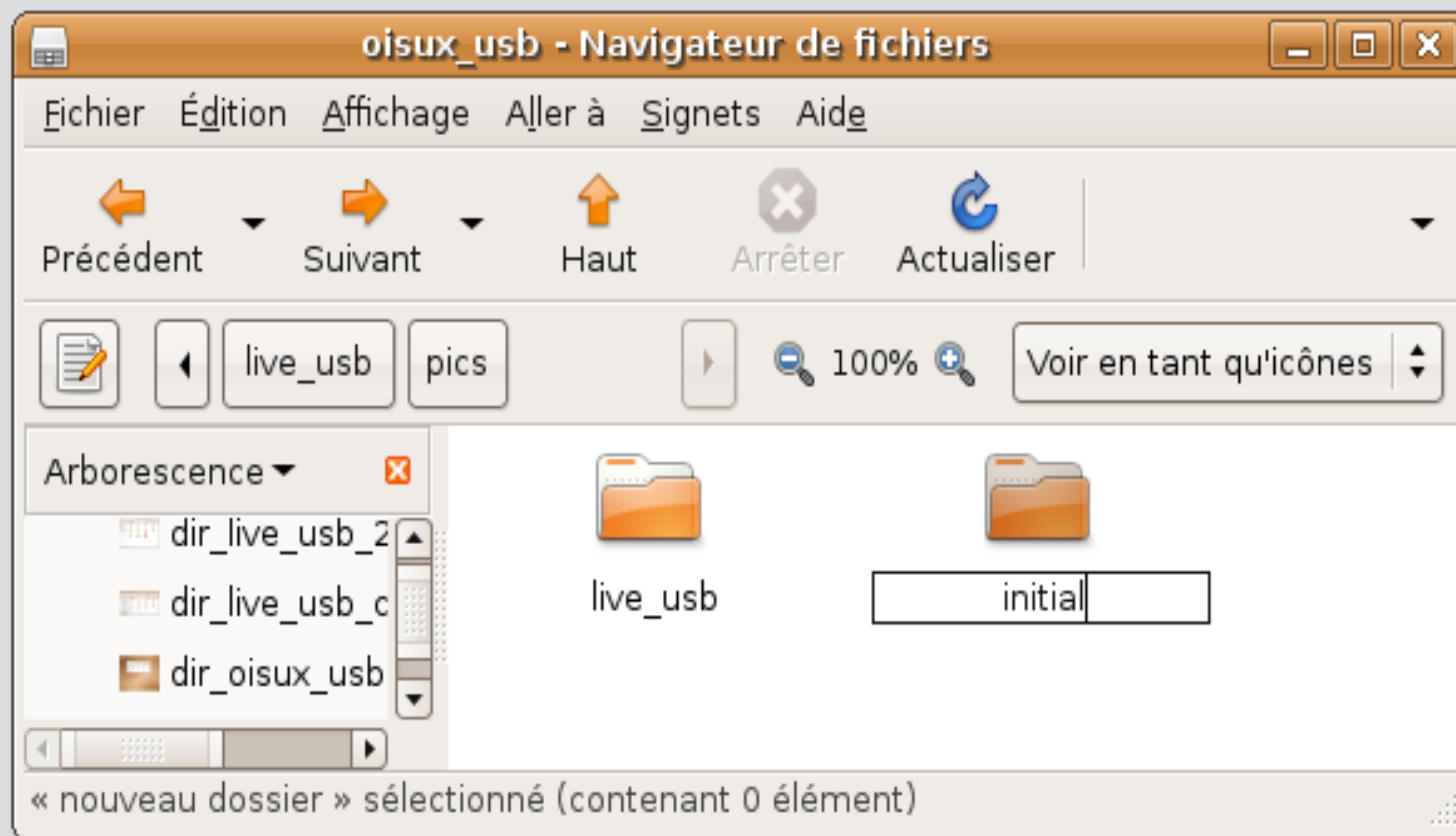 oisux_usb - Navigateur de fichiers
Fichier Édition Affichage Aller à Signets Aide
Précédent Suivant Haut Arrêter Actualiser
live_usb pics 100% Voir en tant qu'icônes
Arborescence
dir_live_usb_2
dir_live_usb_c
dir_oisux_usb
live_usb initial
« nouveau dossier » sélectionné (contenant 0 élément)